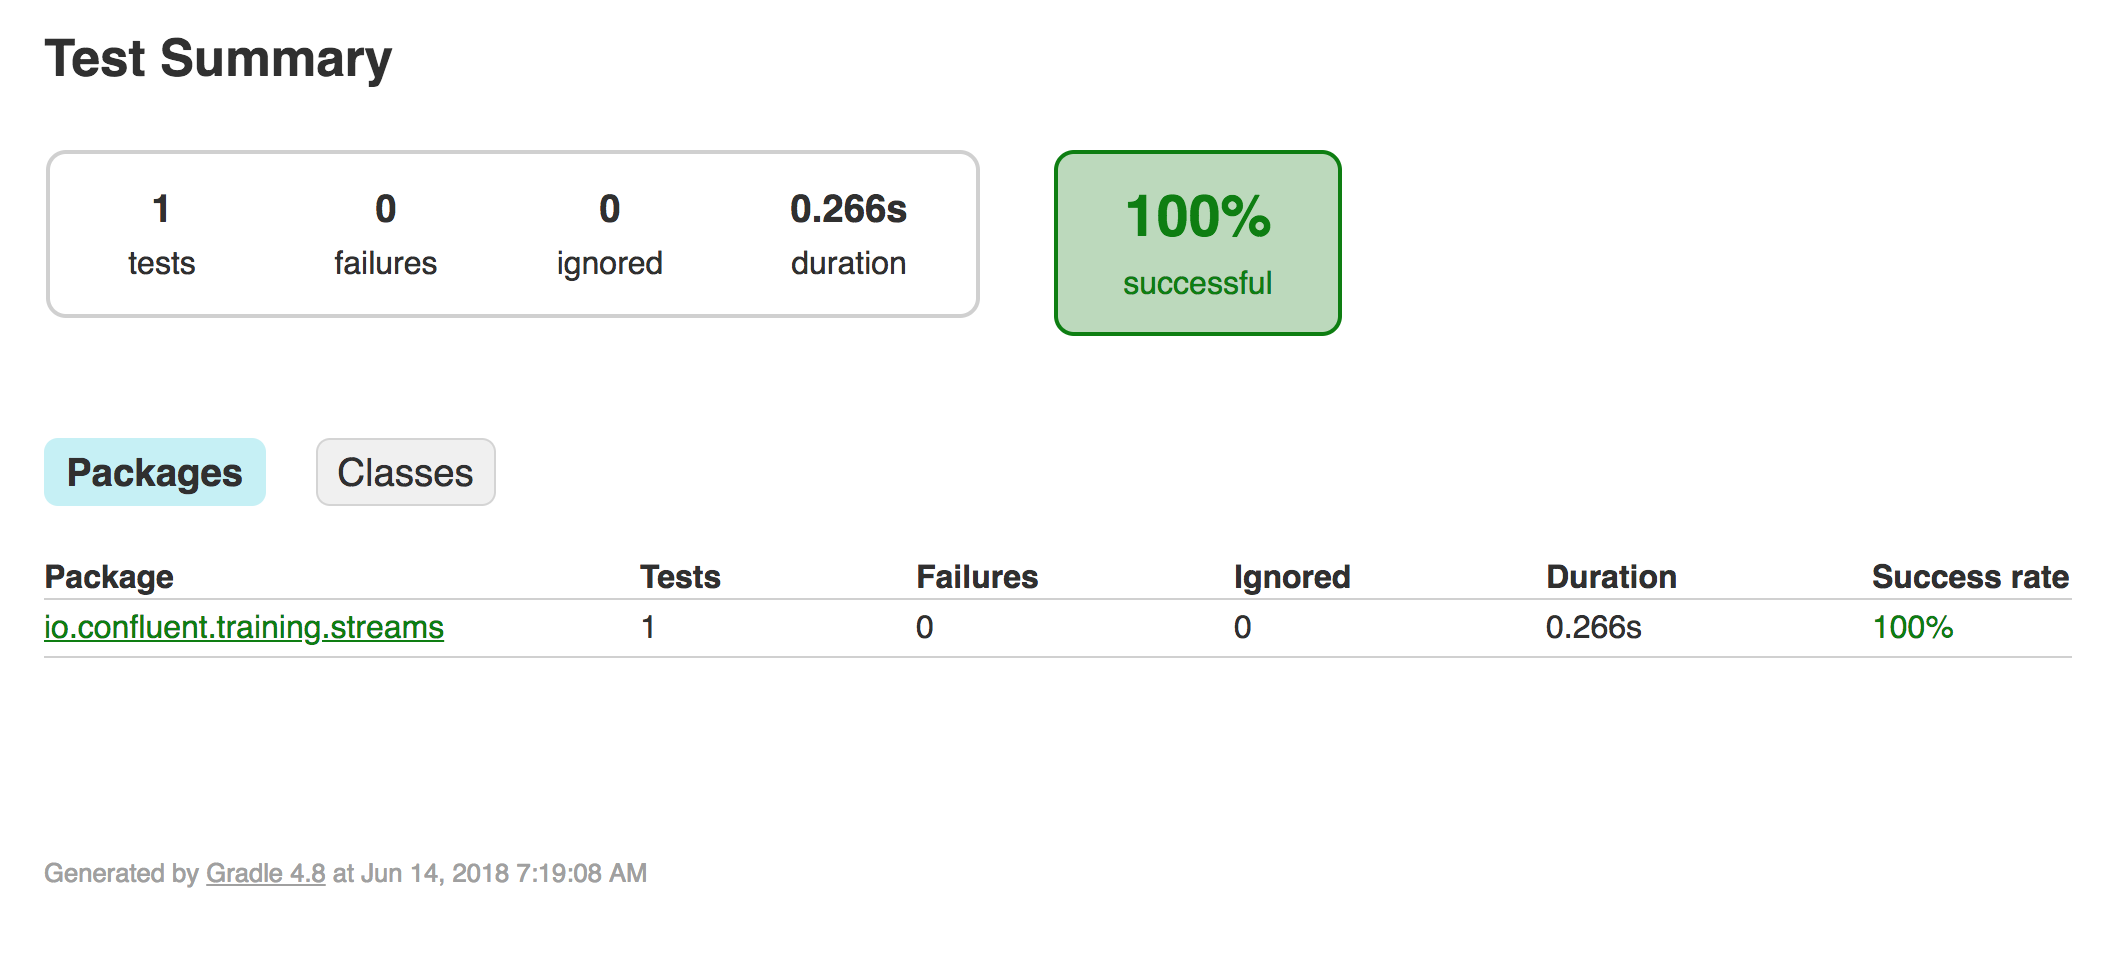 Test Summary
1 0 0 0.266s
tests failures ignored duration
100%
successful
Packages Classes
Package Tests Failures Ignored Duration Success rate
io.confluent.training.streams 1 0 0 0.266s 100%
Generated by Gradle 4.8 at Jun 14, 2018 7:19:08 AM